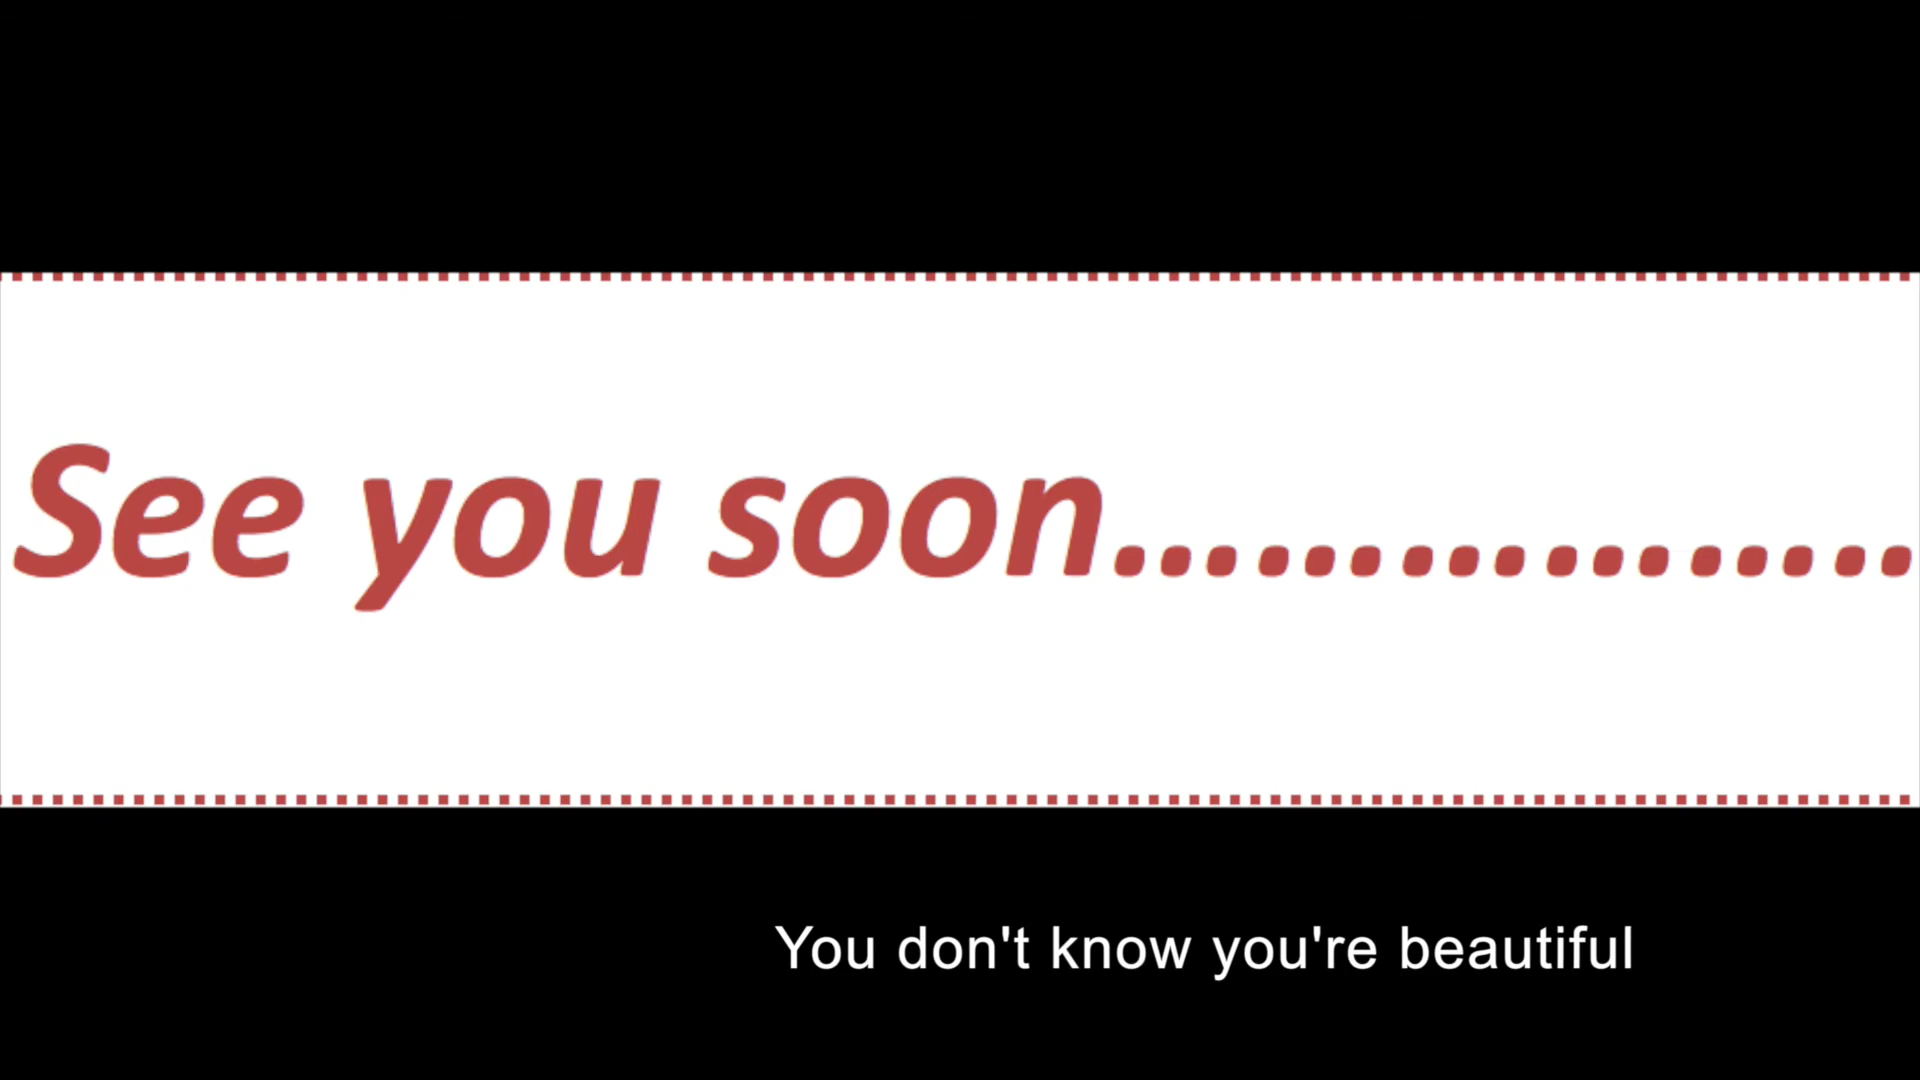 See you soon.................
You don't know you're beautiful